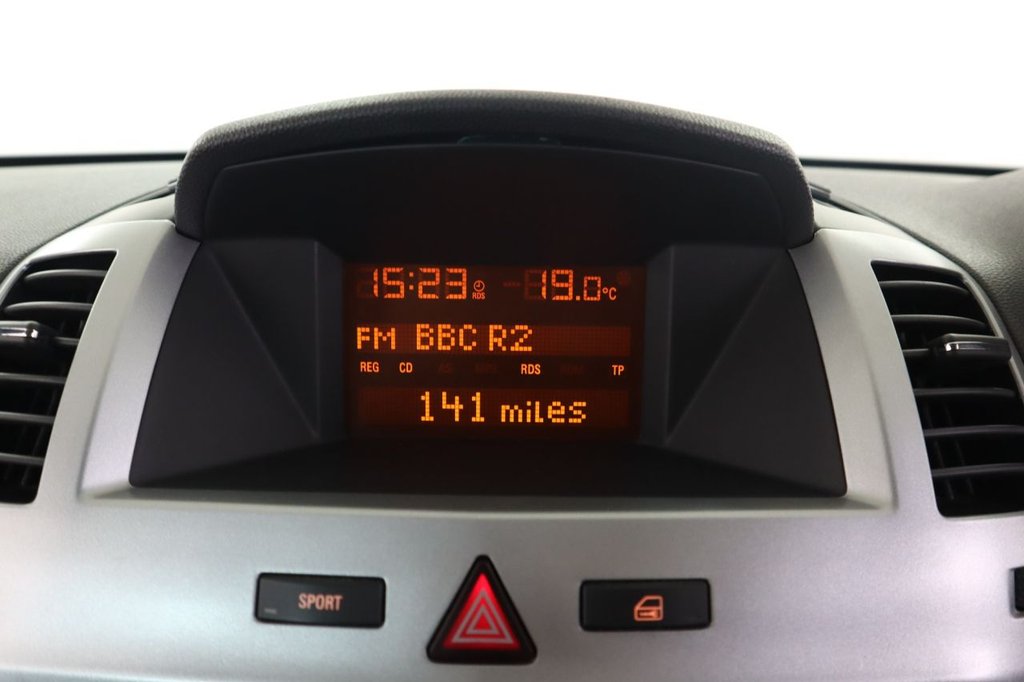 15:23 RDS 19.0°C
FM BBC R2
REG CD RDS TP
141 miles
SPORT